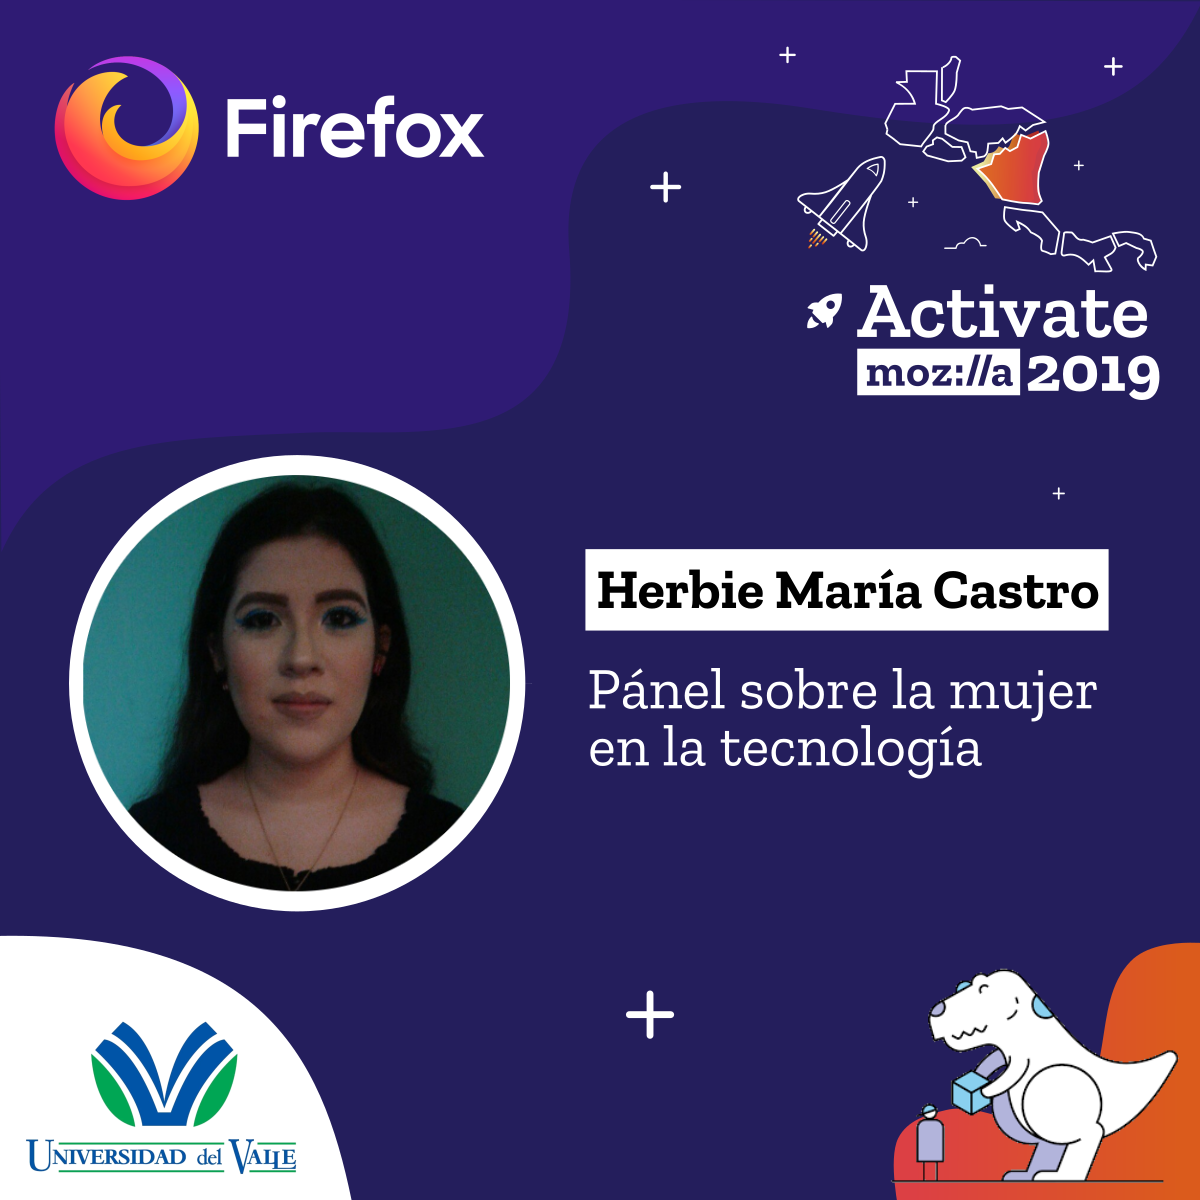 Firefox
Activate
moz://a 2019
Herbie María Castro
Pánel sobre la mujer
en la tecnología
UNIVERSIDAD del VALLE